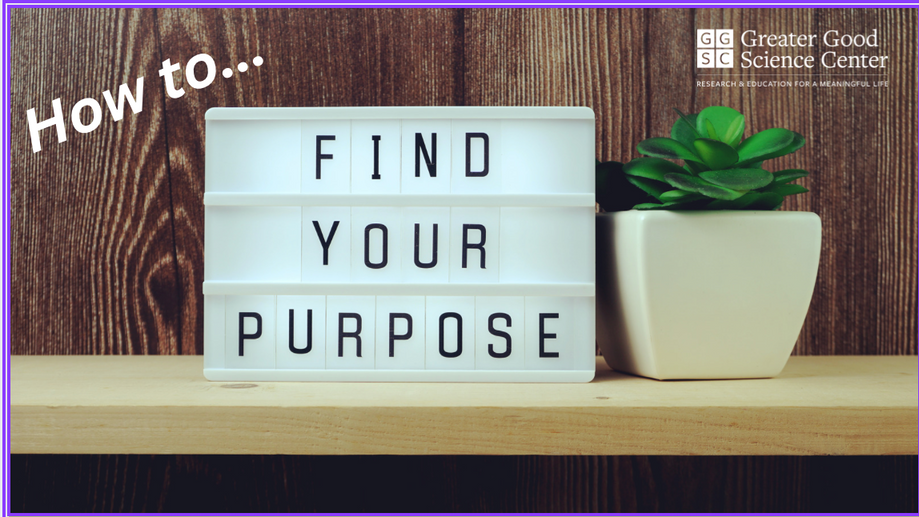 How to...
FIND
YOUR
PURPOSE
GG
SC
Greater Good
Science Center
RESEARCH & EDUCATION FOR A MEANINGFUL LIFE